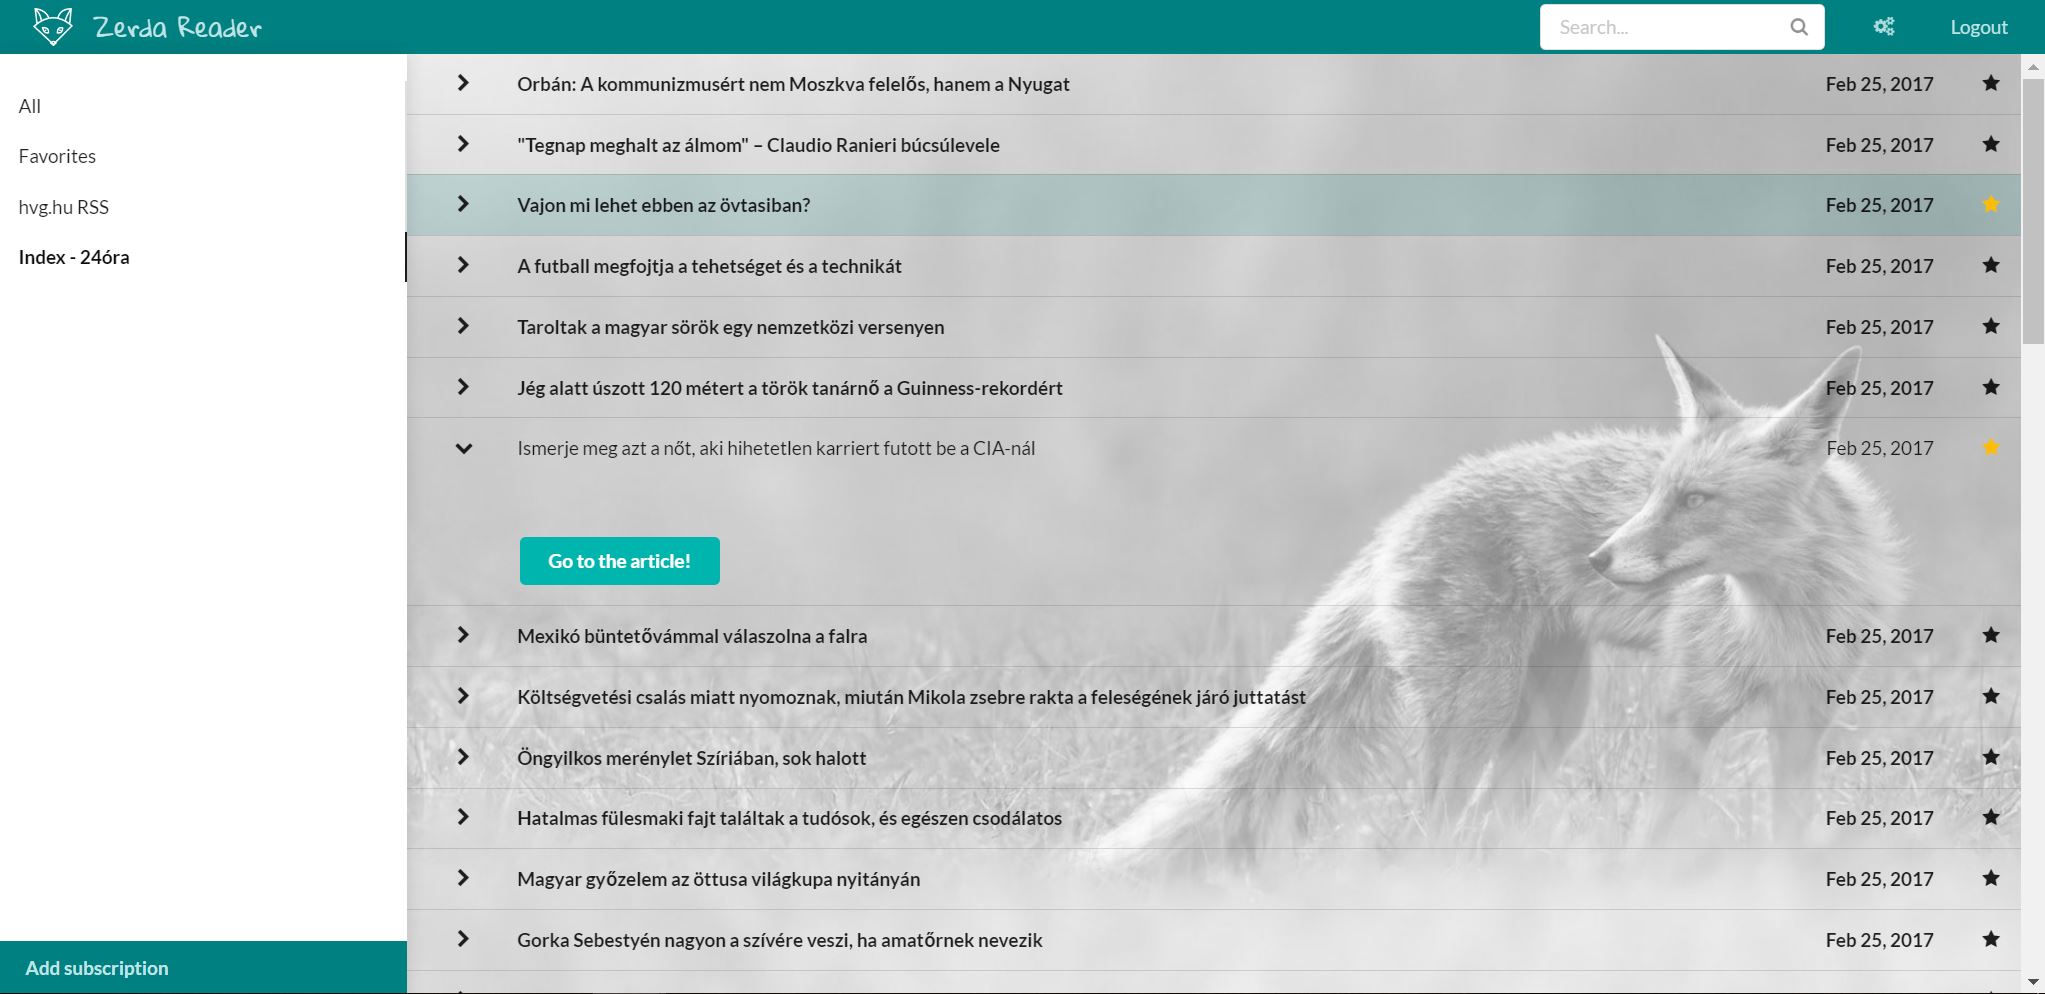 Zerda Reader
Search...
Logout
All
Favorites
hvg.hu RSS
Index - 24óra
Add subscription
Orbán: A kommunizmusért nem Moszkva felelős, hanem a Nyugat Feb 25, 2017
"Tegnap meghalt az álmom" – Claudio Ranieri búcsúlevele Feb 25, 2017
Vajon mi lehet ebben az övtasiban? Feb 25, 2017
A futball megfojtja a tehetséget és a technikát Feb 25, 2017
Taroltak a magyar sörök egy nemzetközi versenyen Feb 25, 2017
Jég alatt úszott 120 métert a török tanárnő a Guinness-rekordért Feb 25, 2017
Ismerje meg azt a nőt, aki hihetetlen karriert futott be a CIA-nál Feb 25, 2017
Go to the article!
Mexikó büntetővámmal válaszolna a falra Feb 25, 2017
Költségvetési csalás miatt nyomoznak, miután Mikola zsebre rakta a feleségének járó juttatást Feb 25, 2017
Öngyilkos merénylet Szíriában, sok halott Feb 25, 2017
Hatalmas fülesmaki fajt találtak a tudósok, és egészen csodálatos Feb 25, 2017
Magyar győzelem az öttusa világkupa nyitányán Feb 25, 2017
Gorka Sebestyén nagyon a szívére veszi, ha amatőrnek nevezik Feb 25, 2017